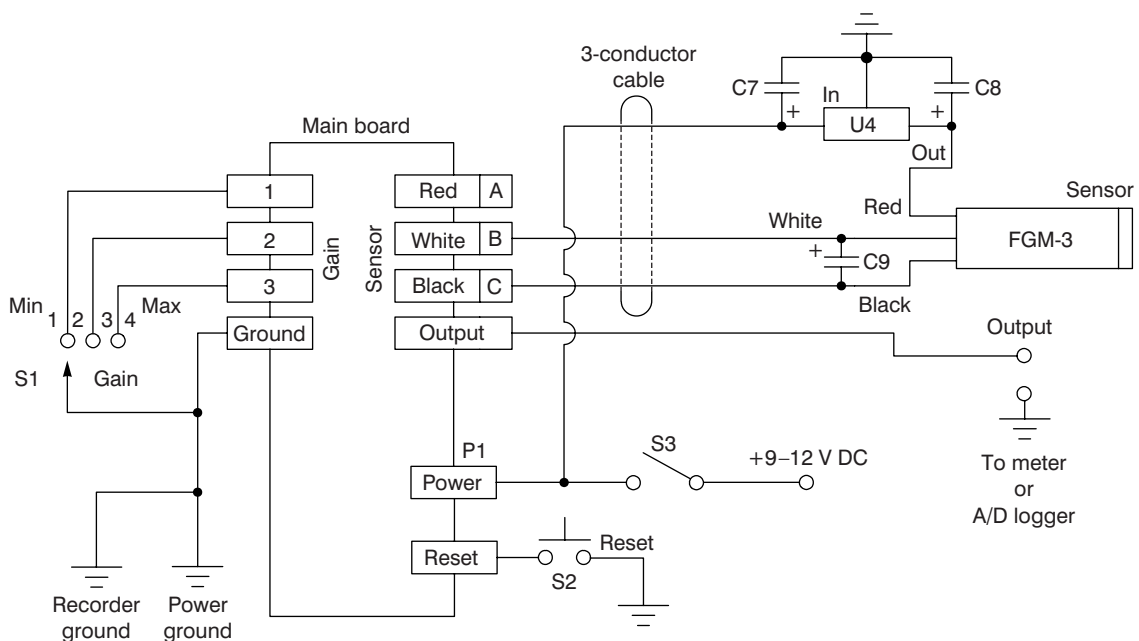 3-conductor
cable
C7
C8
+
In
+
U4
Out
Main board
1
Red A
Red
Sensor
2
White B
White
FGM-3
Gain
Sensor
+
C9
3
Black C
Black
Min Max
1 2 3 4
Ground
Output
Output
S1 Gain
P1
S3
+9–12 V DC
Power
To meter
or
A/D logger
Reset
Reset
S2
Recorder
ground
Power
ground